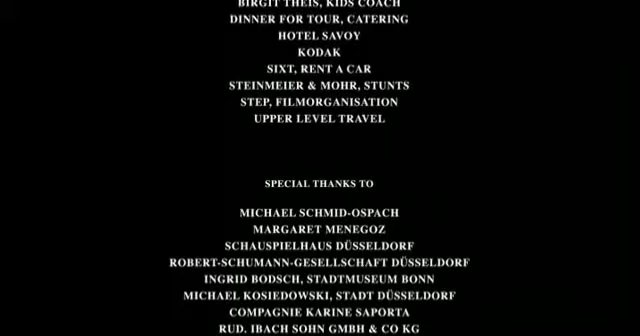 BIRGIT THEIS, KIDS COACH
DINNER FOR TOUR, CATERING
HOTEL SAVOY
KODAK
SIXT, RENT A CAR
STEINMEIER & MOHR, STUNTS
STEP, FILMORGANISATION
UPPER LEVEL TRAVEL
SPECIAL THANKS TO
MICHAEL SCHMID-OSPACH
MARGARET MENEGOZ
SCHAUSPIELHAUS DÜSSELDORF
ROBERT-SCHUMANN-GESELLSCHAFT DÜSSELDORF
INGRID BODSCH, STADTMUSEUM BONN
MICHAEL KOSIEDOWSKI, STADT DÜSSELDORF
COMPAGNIE KARINE SAPORTA
RUD. IBACH SOHN GMBH & CO KG